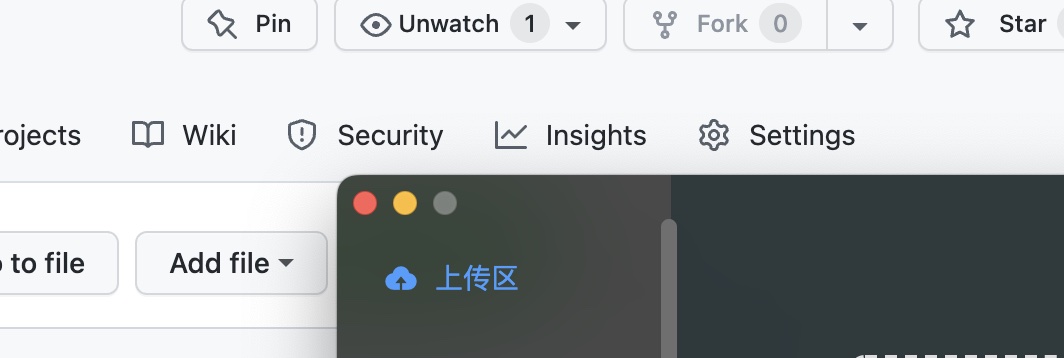 Pin Unwatch 1 Fork 0 Star
rojects Wiki Security Insights Settings
to file Add file
上传区